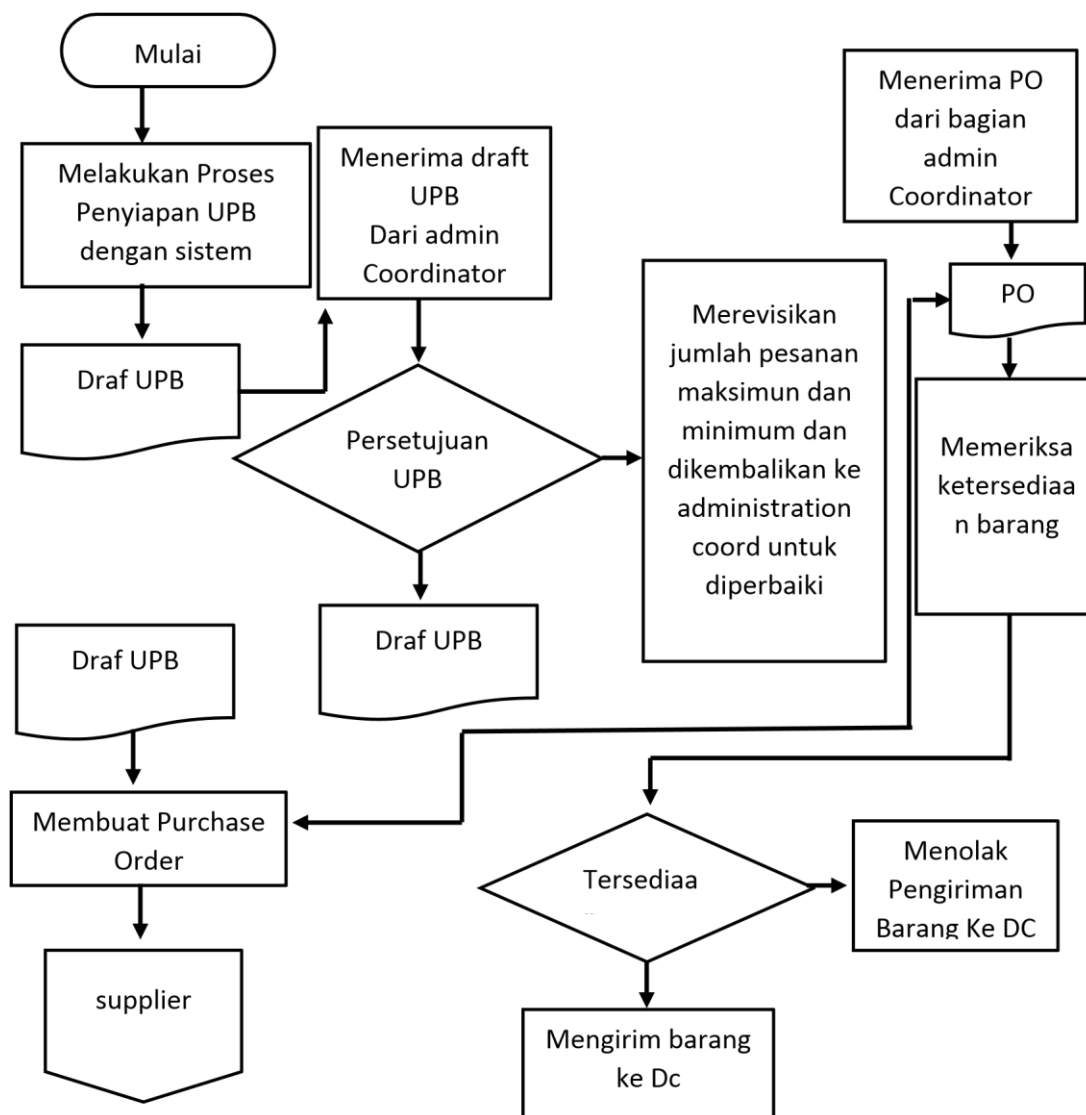 Mulai
Melakukan Proses
Penyiapan UPB
dengan sistem
Draf UPB
Menerima draft
UPB
Dari admin
Coordinator
Persetujuan
UPB
Merevisikan
jumlah pesanan
maksimun dan
minimum dan
dikembalikan ke
administration
coord untuk
diperbaiki
Draf UPB
Draf UPB
Membuat Purchase
Order
supplier
Menerima PO
dari bagian
admin
Coordinator
PO
Memeriksa
ketersediaa
n barang
Tersediaa
Menolak
Pengiriman
Barang Ke DC
Mengirim barang
ke Dc